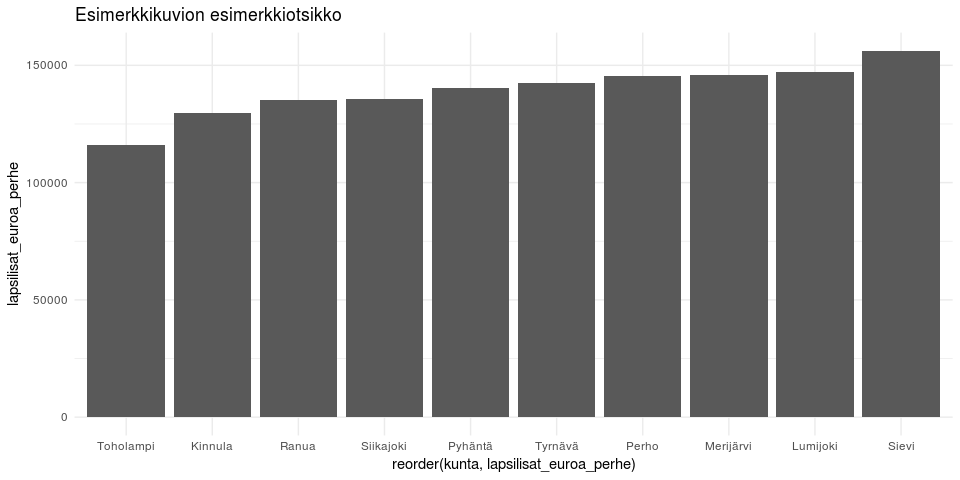 Esimerkkikuvion esimerkkiotsikko
lapsilisat_euroa_perhe
150000
100000
50000
0
Toholampi Kinnula Ranua Siikajoki Pyhäntä Tyrnävä Perho Merijärvi Lumijoki Sievi
reorder(kunta, lapsilisat_euroa_perhe)